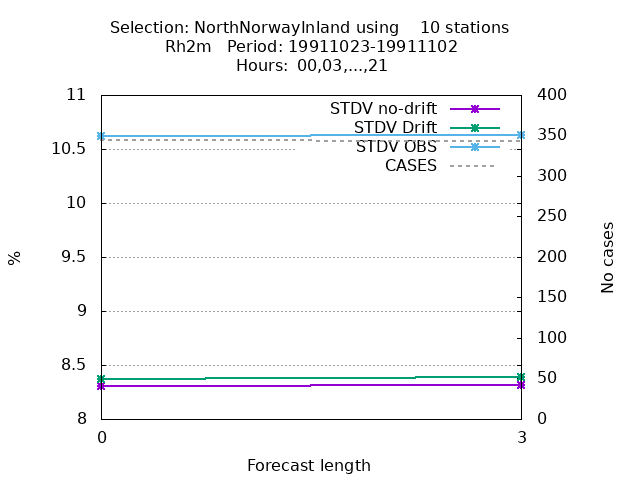 Selection: NorthNorwayInland using    10 stations
Rh2m   Period: 19911023-19911102
Hours:  00,03,...,21
STDV no-drift
STDV Drift
STDV OBS
CASES
11
10.5
10
9.5
9
8.5
8
%
400
350
300
250
200
150
100
50
0
No cases
0
3
Forecast length